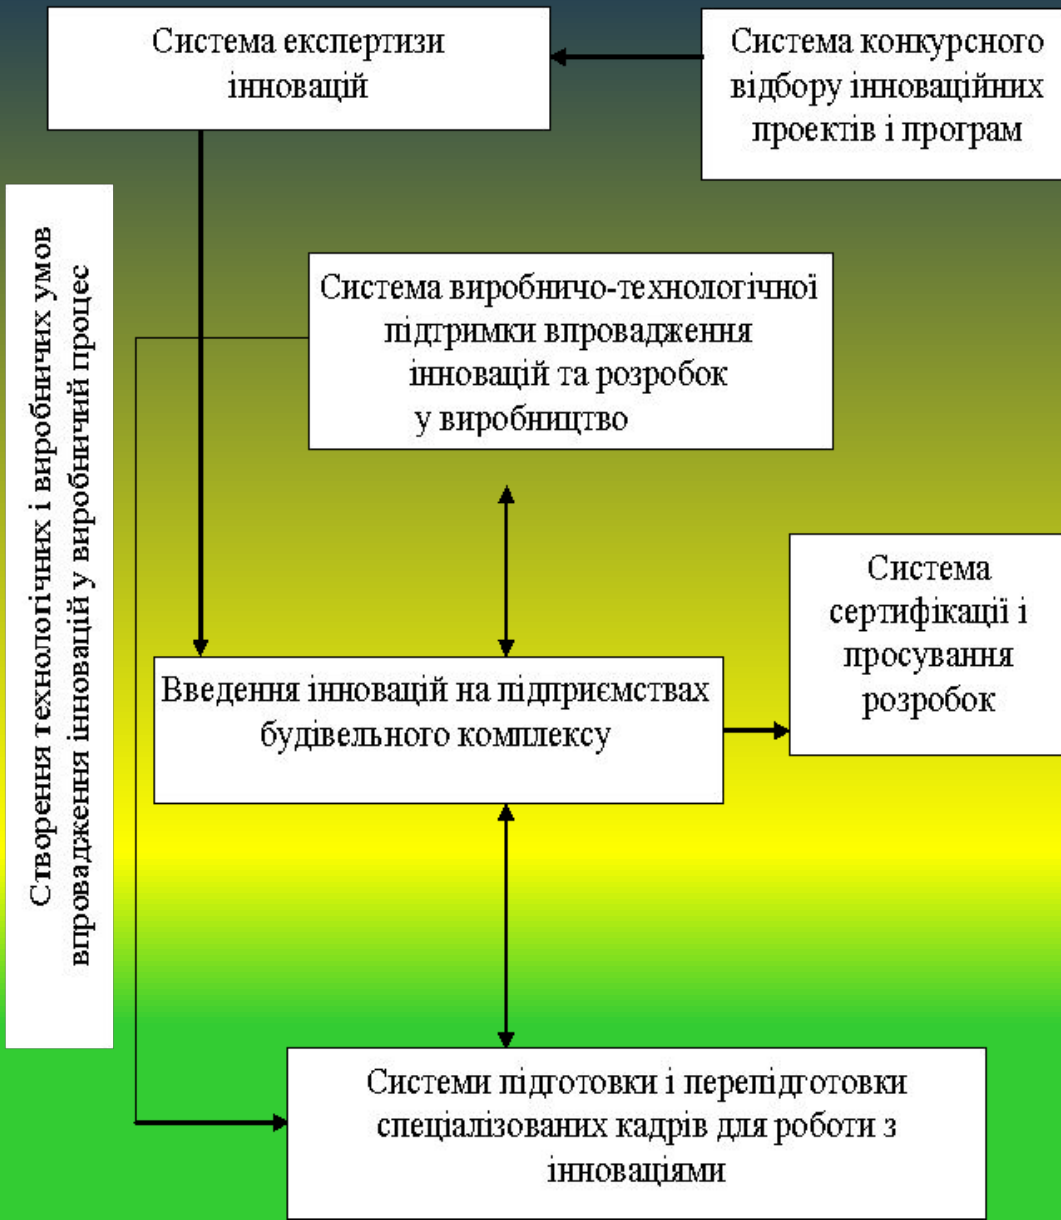 Система експертизи
інновацій
Система конкурсного
відбору інноваційних
проектів і програм
Створення технологічних і виробничих умов
впровадження інновацій у виробничий процес
Система виробничо-технологічної
підтримки впровадження
інновацій та розробок
у виробництво
Система
сертифікації і
просування
розробок
Введення інновацій на підприємствах
будівельного комплексу
Системи підготовки і перепідготовки
спеціалізованих кадрів для роботи з
інноваціями